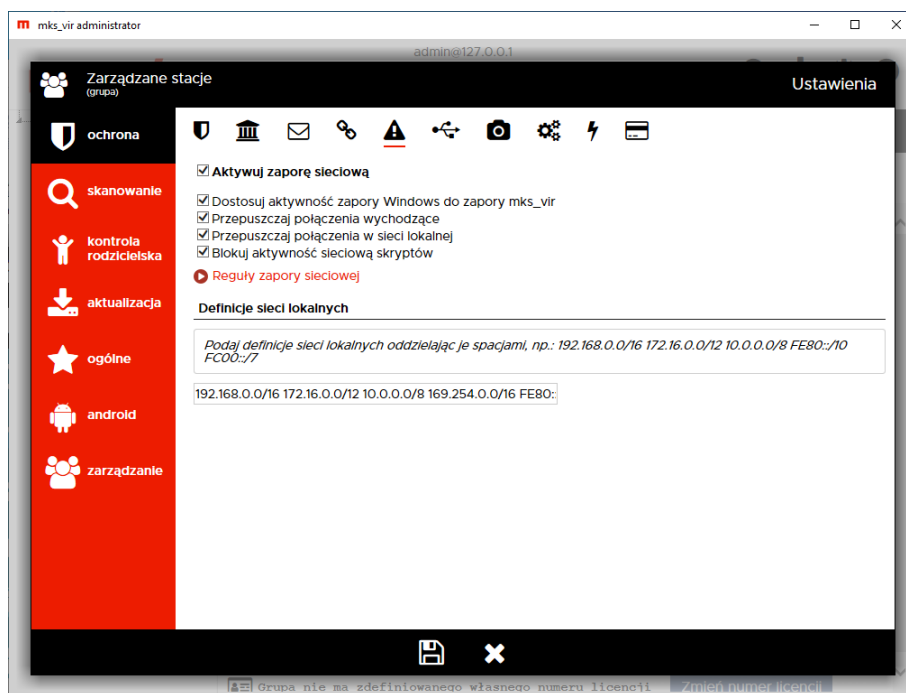 m mks_vir administrator
admin@127.0.0.1
Zarządzane stacje
(grupa)
Ustawienia
ochrona
skanowanie
kontrola
rodzicielska
aktualizacja
ogólne
android
zarządzanie
Aktywuj zaporę sieciową
Dostosuj aktywność zapory Windows do zapory mks_vir
Przepuszczaj połączenia wychodzące
Przepuszczaj połączenia w sieci lokalnej
Blokuj aktywność sieciową skryptów
Reguły zapory sieciowej
Definicje sieci lokalnych
Podaj definicje sieci lokalnych oddzielając je spacjami, np.: 192.168.0.0/16 172.16.0.0/12 10.0.0.0/8 FE80::/10
FC00::/7
192.168.0.0/16 172.16.0.0/12 10.0.0.0/8 169.254.0.0/16 FE80::
Grupa nie ma zdefiniowanego własnego numeru licencji
Zmień numer licencji